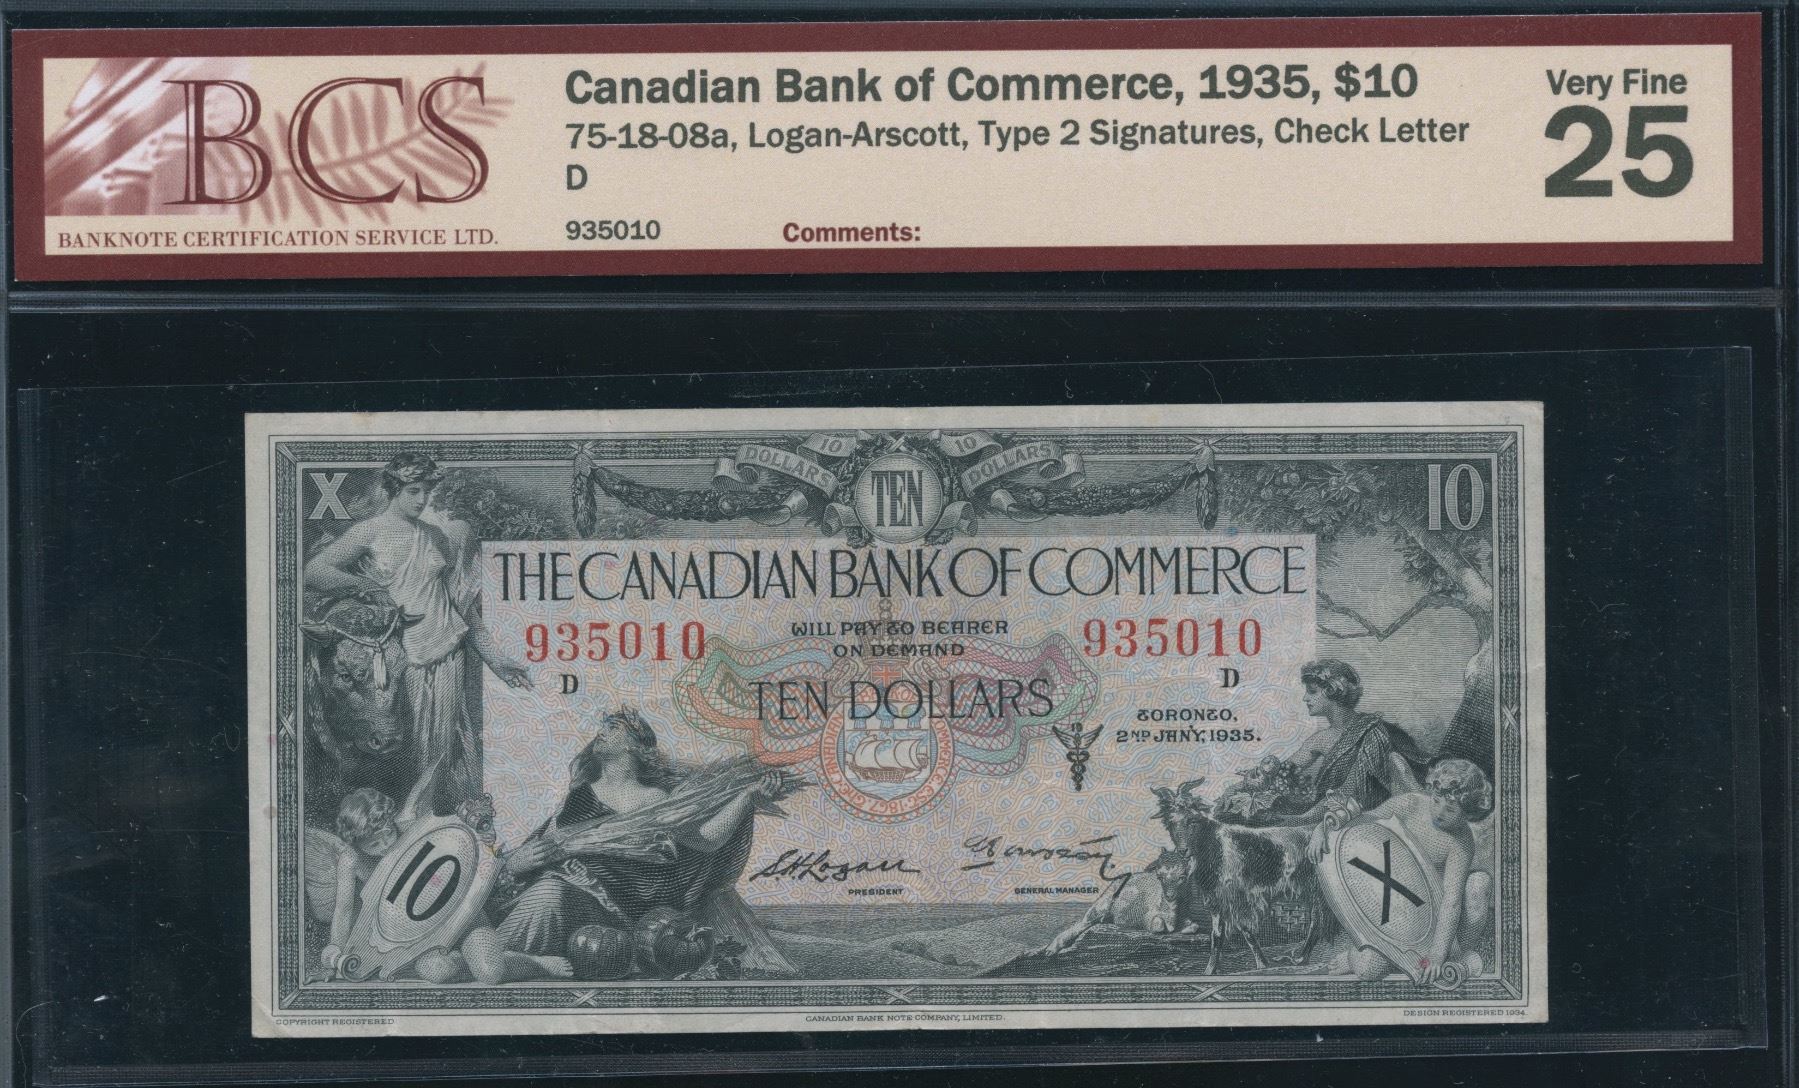 BCS
BANKNOTE CERTIFICATION SERVICE LTD.
Canadian Bank of Commerce, 1935, $10
75-18-08a, Logan-Arscott, Type 2 Signatures, Check Letter
D
935010 Comments:
Very Fine
25
X
10 DOLLARS
TEN
10 DOLLARS
10
THE CANADIAN BANK OF COMMERCE
935010 WILL PAY TO BEARER 935010
ON DEMAND
D D
TEN DOLLARS
TORONTO,
2ND JANY, 1935.
S.H. Logan
PRESIDENT
GENERAL MANAGER
10
X
COPYRIGHT REGISTERED
CANADIAN BANK NOTE COMPANY, LIMITED.
DESIGN REGISTERED 1934